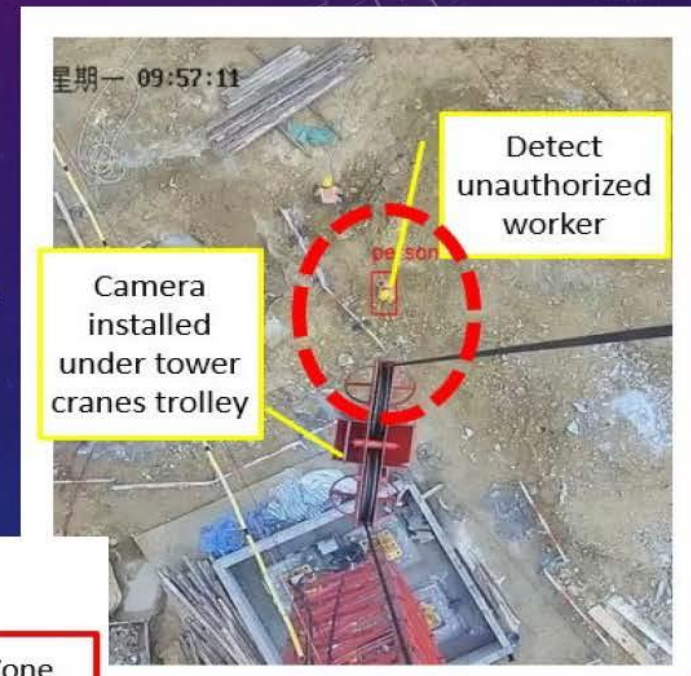 星期一 09:57:11
Detect
unauthorized
worker
person
Camera
installed
under tower
cranes trolley